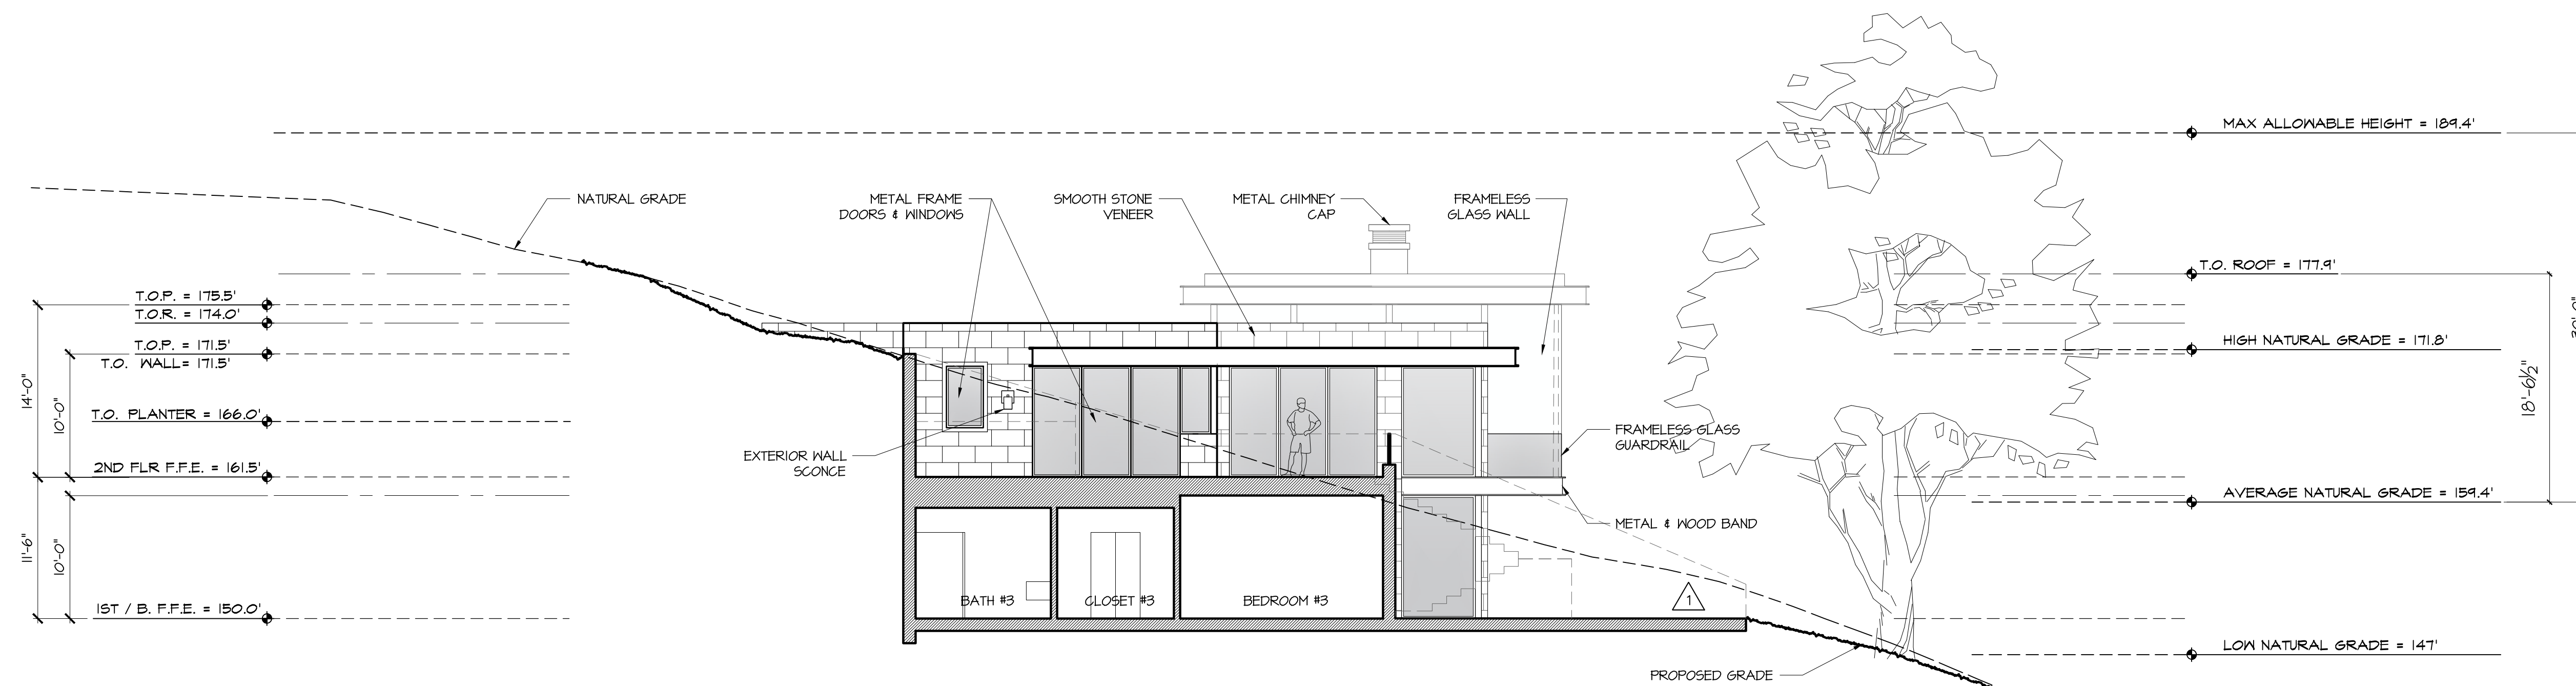 MAX ALLOWABLE HEIGHT = 189.4'
NATURAL GRADE
METAL FRAME
DOORS & WINDOWS
SMOOTH STONE
VENEER
METAL CHIMNEY
CAP
FRAMELESS
GLASS WALL
T.O. ROOF = 177.9'
T.O.P. = 175.5'
T.O.R. = 174.0'
T.O.P. = 171.5'
T.O. WALL= 171.5'
HIGH NATURAL GRADE = 171.8'
30'-0"
14'-0"
10'-0"
18'-6½"
T.O. PLANTER = 166.0'
FRAMELESS GLASS
GUARDRAIL
EXTERIOR WALL
SCONCE
2ND FLR F.F.E. = 161.5'
AVERAGE NATURAL GRADE = 159.4'
METAL & WOOD BAND
11'-6"
10'-0"
BATH #3
CLOSET #3
BEDROOM #3
1
1ST / B. F.F.E. = 150.0'
LOW NATURAL GRADE = 147'
PROPOSED GRADE